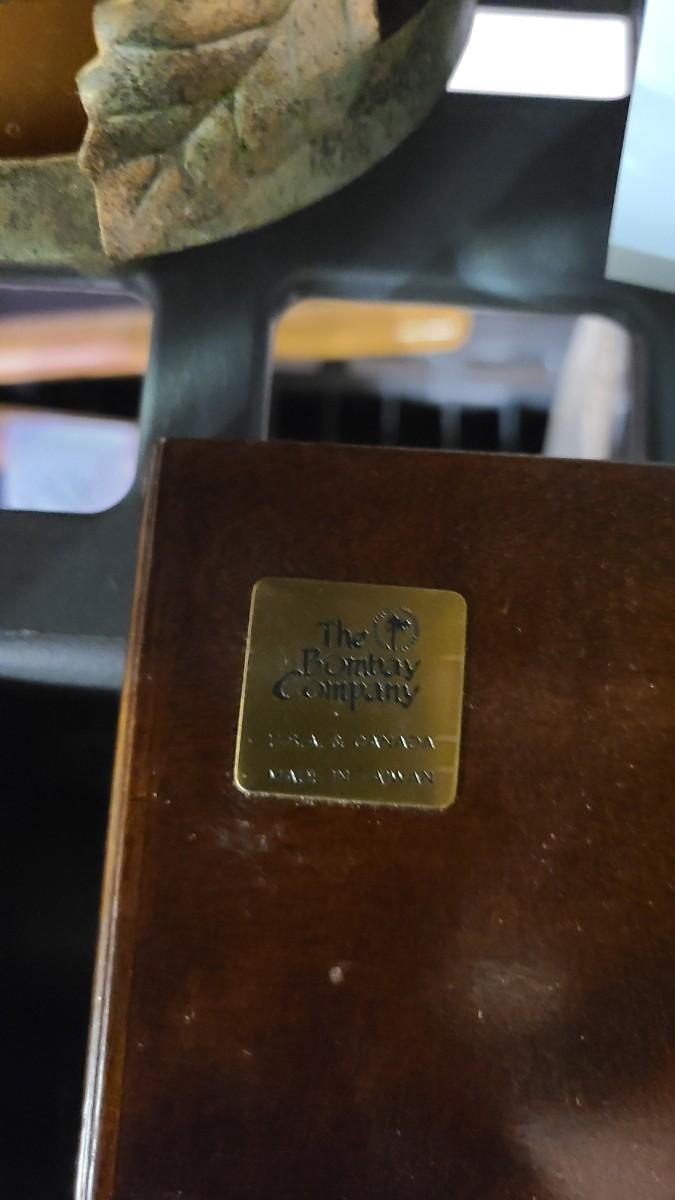 The
Bombay
Company
U.S.A. & CANADA
MADE IN TAIWAN